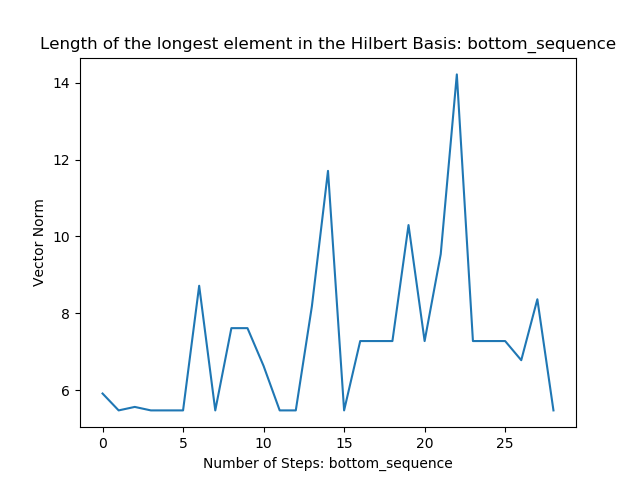 Length of the longest element in the Hilbert Basis: bottom_sequence
14
12
10
8
6
Vector Norm
0 5 10 15 20 25
Number of Steps: bottom_sequence